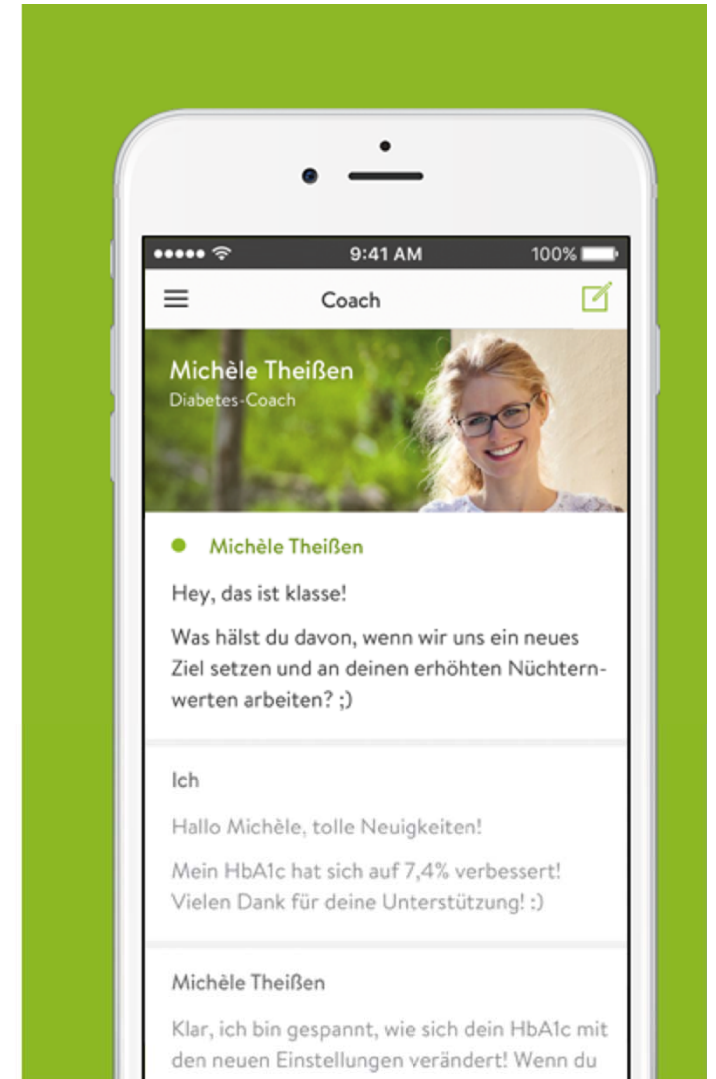 9:41 AM 100%
Coach
Michèle Theißen
Diabetes-Coach
Michèle Theißen
Hey, das ist klasse!
Was hälst du davon, wenn wir uns ein neues
Ziel setzen und an deinen erhöhten Nüchtern-
werten arbeiten? ;)
Ich
Hallo Michèle, tolle Neuigkeiten!
Mein HbA1c hat sich auf 7,4% verbessert!
Vielen Dank für deine Unterstützung! :)
Michèle Theißen
Klar, ich bin gespannt, wie sich dein HbA1c mit
den neuen Einstellungen verändert! Wenn du